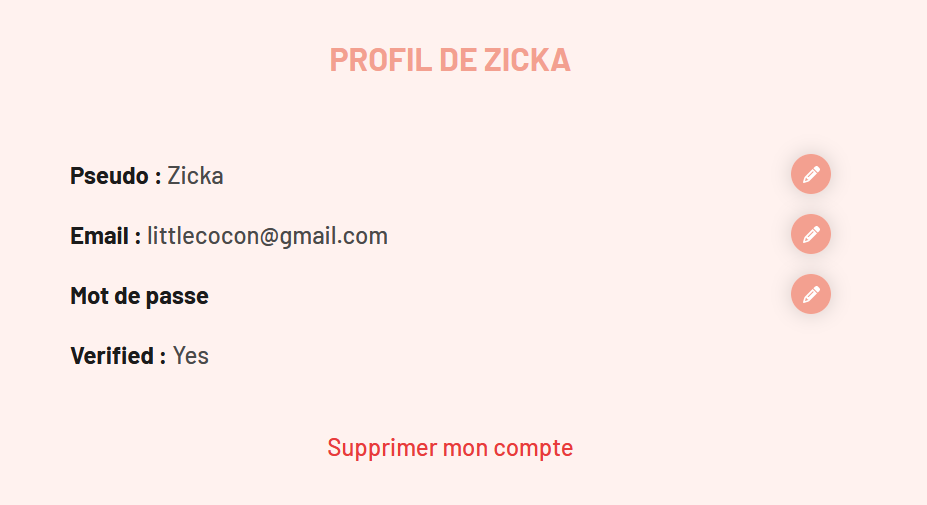 PROFIL DE ZICKA
Pseudo : Zicka
Email : littlecocon@gmail.com
Mot de passe
Verified : Yes
Supprimer mon compte